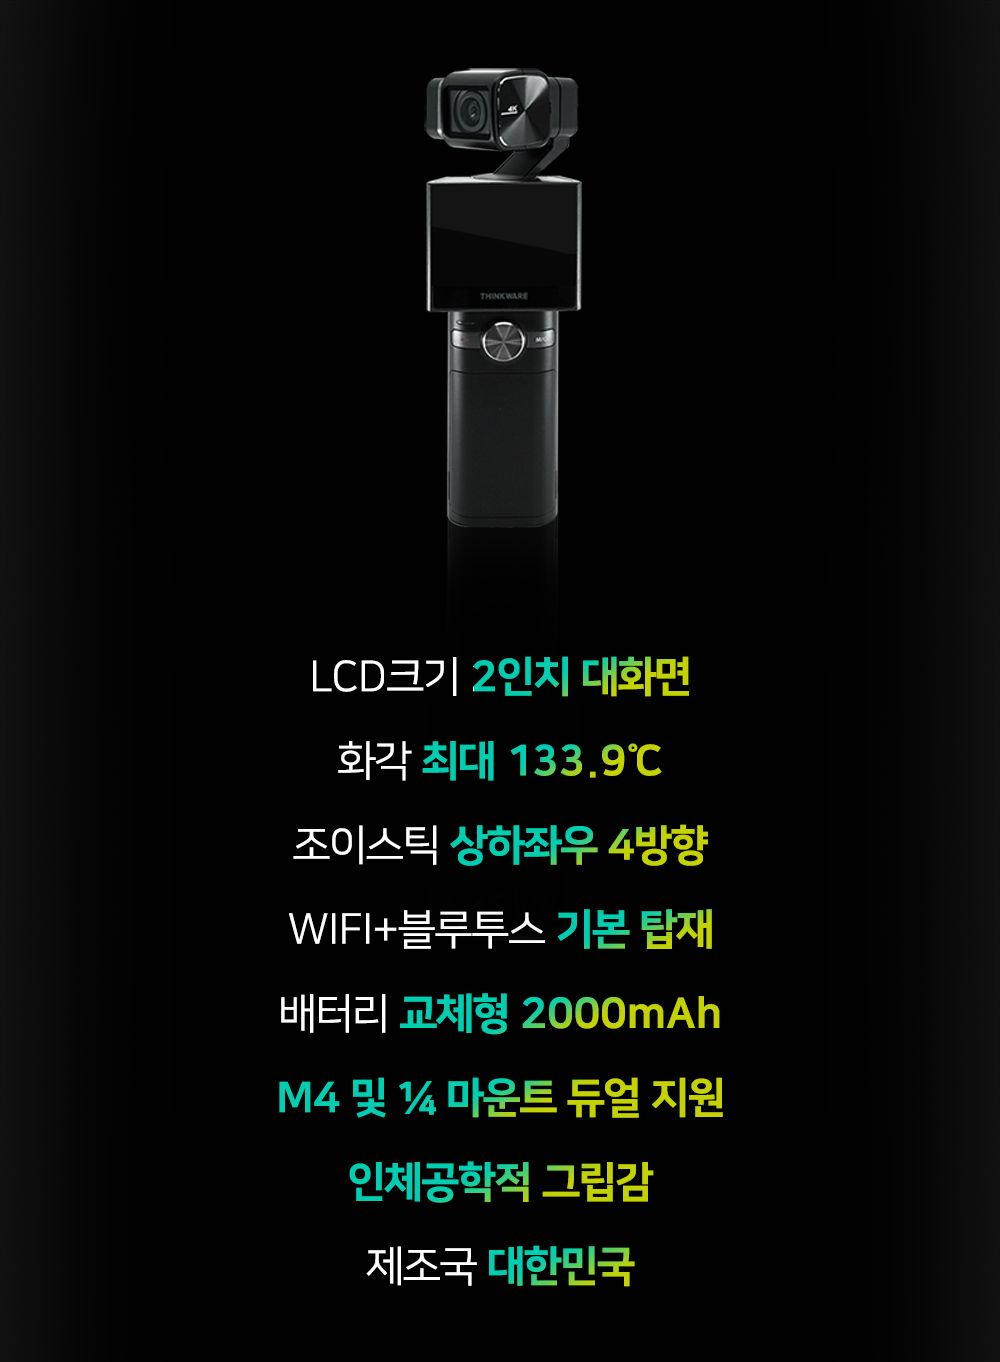 4K
THINKWARE
LCD크기 2인치 대화면
화각 최대 133.9℃
조이스틱 상하좌우 4방향
WIFI+블루투스 기본 탑재
배터리 교체형 2000mAh
M4 및 ¼ 마운트 듀얼 지원
인체공학적 그립감
제조국 대한민국